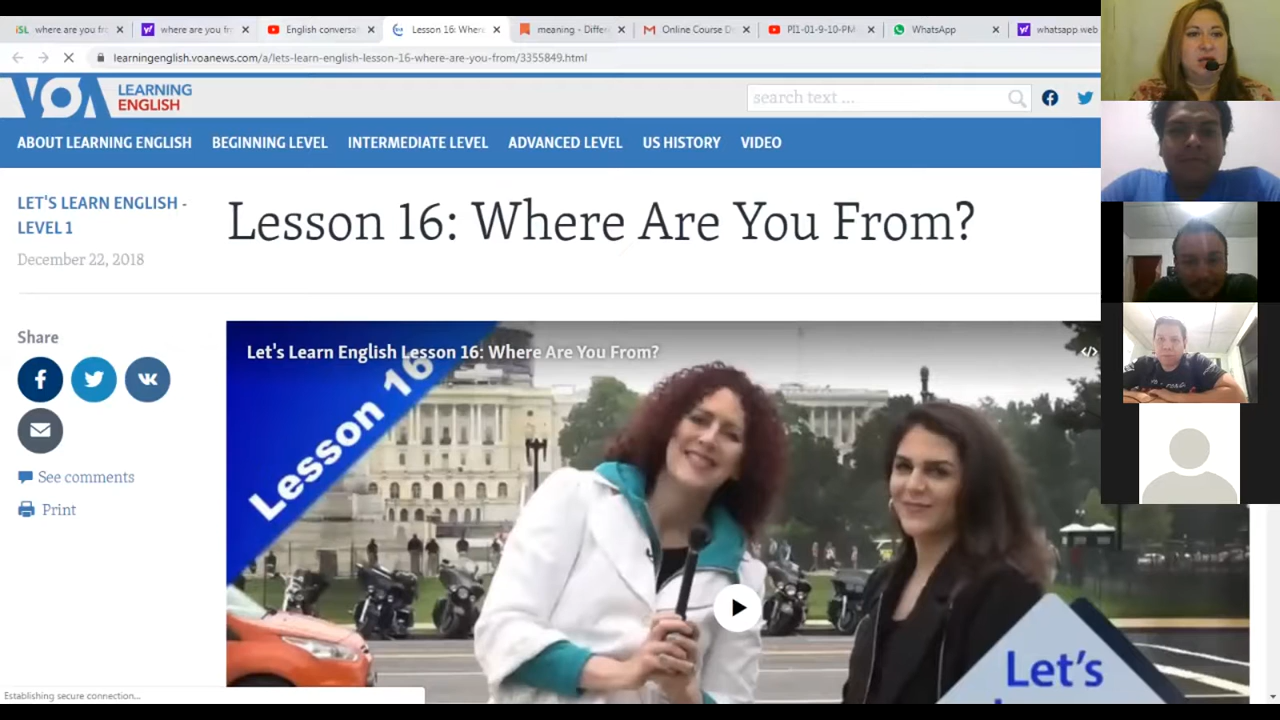 where are you fr
where are you fr
English conversat
Lesson 16: Where
meaning - Differ
Online Course D
PI1-01-9-10-PM
WhatsApp
whatsapp web
learningenglish.voanews.com/a/lets-learn-english-lesson-16-where-are-you-from/3355849.html
VOA LEARNING
ENGLISH
search text ...
ABOUT LEARNING ENGLISH BEGINNING LEVEL INTERMEDIATE LEVEL ADVANCED LEVEL US HISTORY VIDEO
LET'S LEARN ENGLISH -
LEVEL 1
December 22, 2018
Lesson 16: Where Are You From?
Share
See comments
Print
Let's Learn English Lesson 16: Where Are You From?
Lesson 16
Let's
Establishing secure connection...